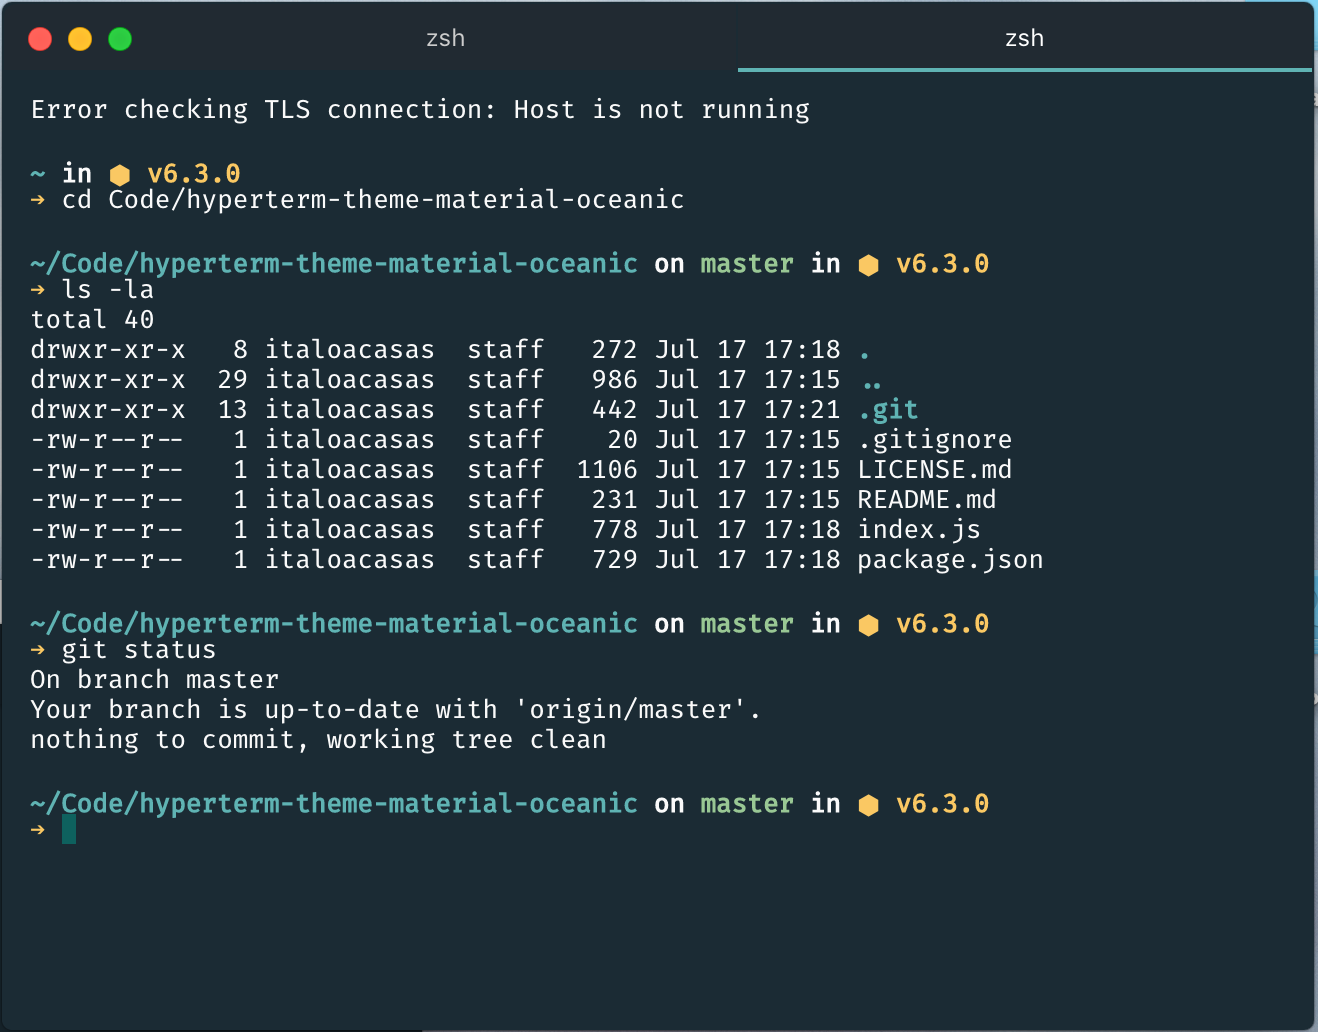 zsh zsh
Error checking TLS connection: Host is not running
~ in ⬢ v6.3.0
➜ cd Code/hyperterm-theme-material-oceanic
~/Code/hyperterm-theme-material-oceanic on master in ⬢ v6.3.0
➜ ls -la
total 40
drwxr-xr-x   8 italoacasas  staff   272 Jul 17 17:18 .
drwxr-xr-x  29 italoacasas  staff   986 Jul 17 17:15 ..
drwxr-xr-x  13 italoacasas  staff   442 Jul 17 17:21 .git
-rw-r--r--   1 italoacasas  staff    20 Jul 17 17:15 .gitignore
-rw-r--r--   1 italoacasas  staff  1106 Jul 17 17:15 LICENSE.md
-rw-r--r--   1 italoacasas  staff   231 Jul 17 17:15 README.md
-rw-r--r--   1 italoacasas  staff   778 Jul 17 17:18 index.js
-rw-r--r--   1 italoacasas  staff   729 Jul 17 17:18 package.json
~/Code/hyperterm-theme-material-oceanic on master in ⬢ v6.3.0
➜ git status
On branch master
Your branch is up-to-date with 'origin/master'.
nothing to commit, working tree clean
~/Code/hyperterm-theme-material-oceanic on master in ⬢ v6.3.0
➜